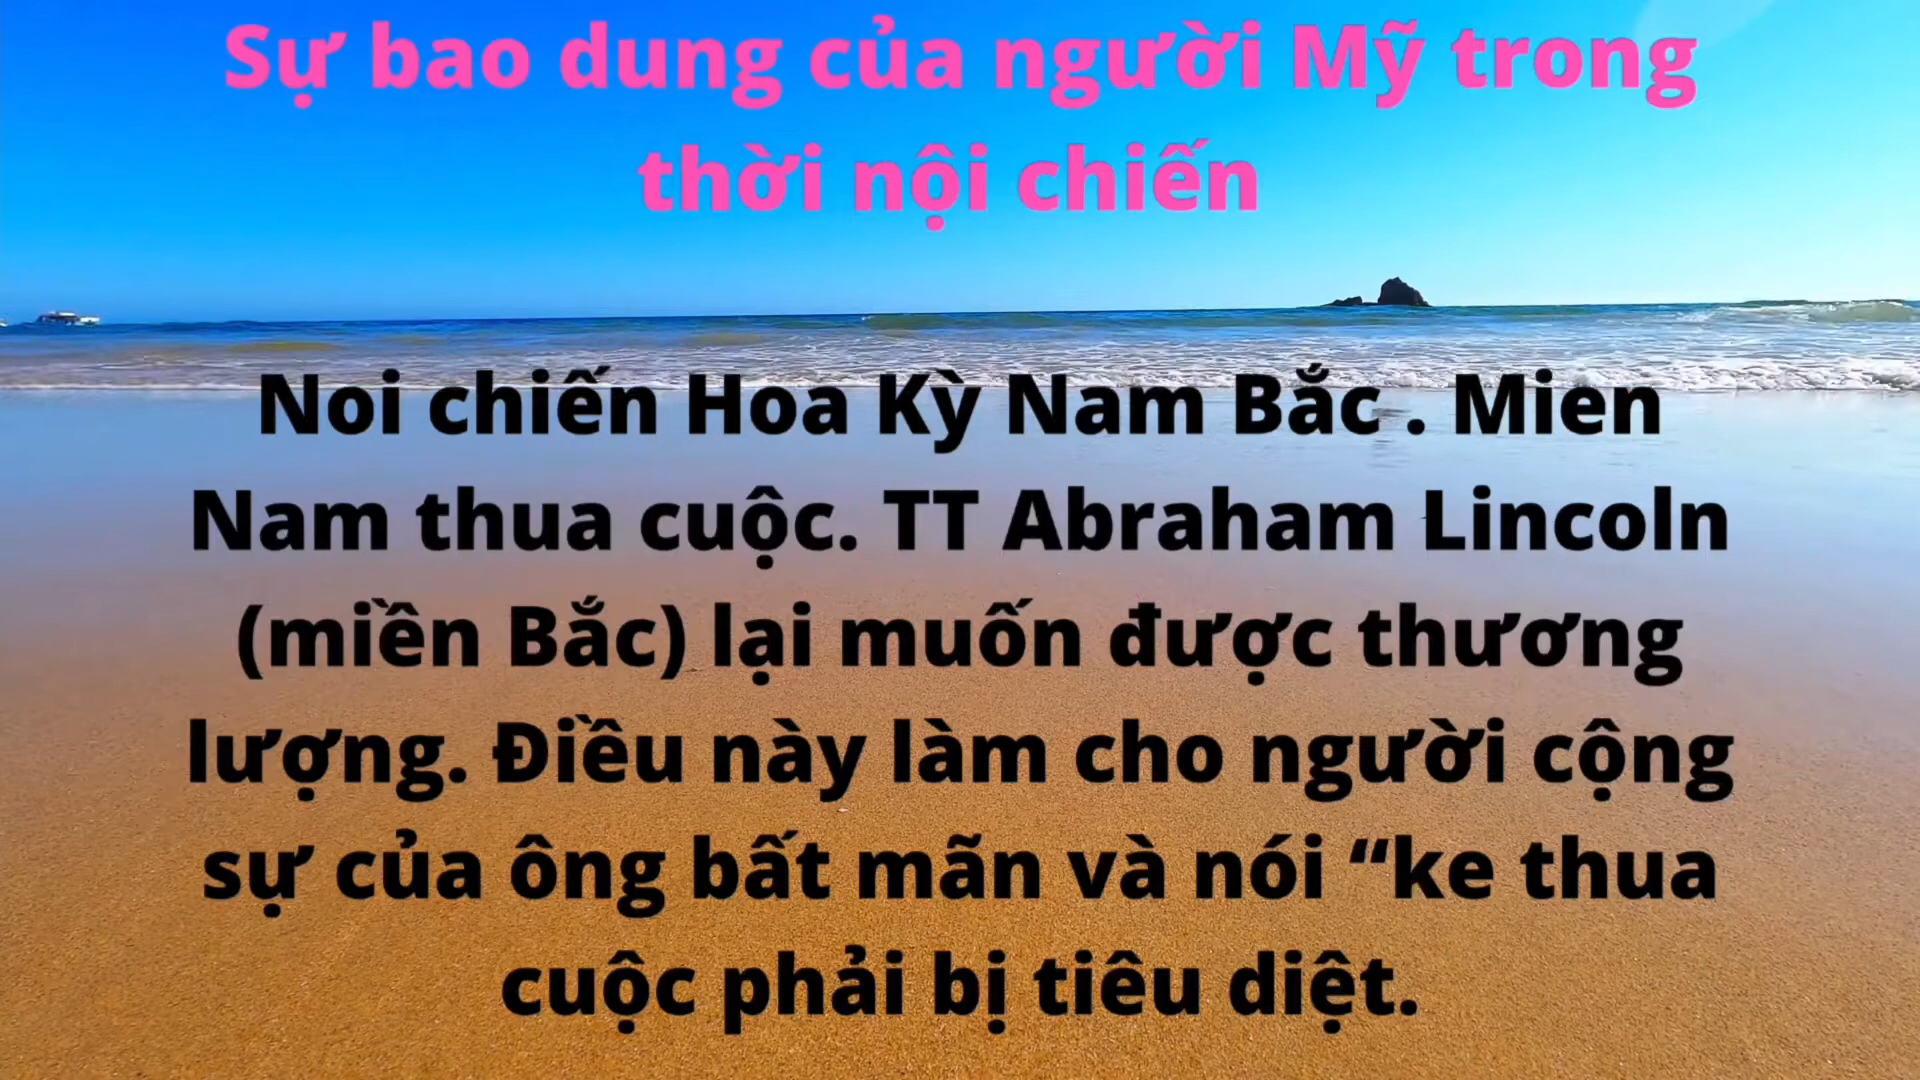 Sự bao dung của người Mỹ trong
thời nội chiến
Noi chiến Hoa Kỳ Nam Bắc . Mien
Nam thua cuộc. TT Abraham Lincoln
(miền Bắc) lại muốn được thương
lượng. Điều này làm cho người cộng
sự của ông bất mãn và nói “ke thua
cuộc phải bị tiêu diệt.